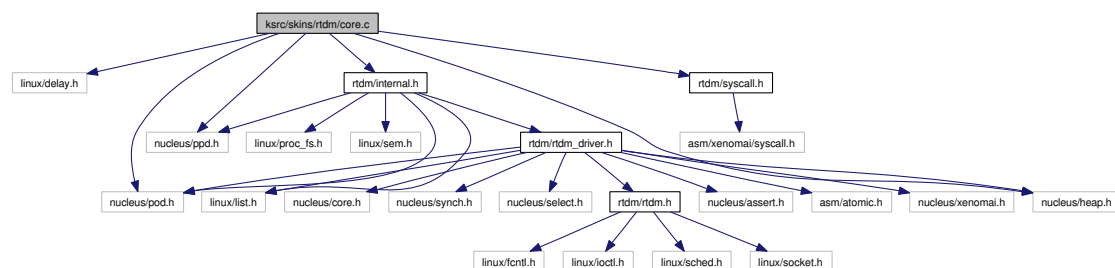 ksrc/skins/rtdm/core.c
linux/delay.h
rtdm/internal.h
rtdm/syscall.h
nucleus/ppd.h
linux/proc_fs.h
linux/sem.h
rtdm/rtdm_driver.h
asm/xenomai/syscall.h
nucleus/pod.h
linux/list.h
nucleus/core.h
nucleus/synch.h
nucleus/select.h
rtdm/rtdm.h
nucleus/assert.h
asm/atomic.h
nucleus/xenomai.h
nucleus/heap.h
linux/fcntl.h
linux/ioctl.h
linux/sched.h
linux/socket.h